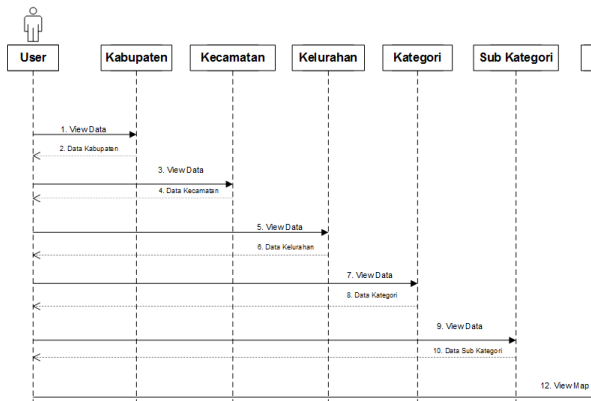 User
Kabupaten
Kecamatan
Kelurahan
Kategori
Sub Kategori
1. View Data
2. Data Kabupaten
3. View Data
4. Data Kecamatan
5. View Data
6. Data Kelurahan
7. View Data
8. Data Kategori
9. View Data
10. Data Sub Kategori
12. View Map